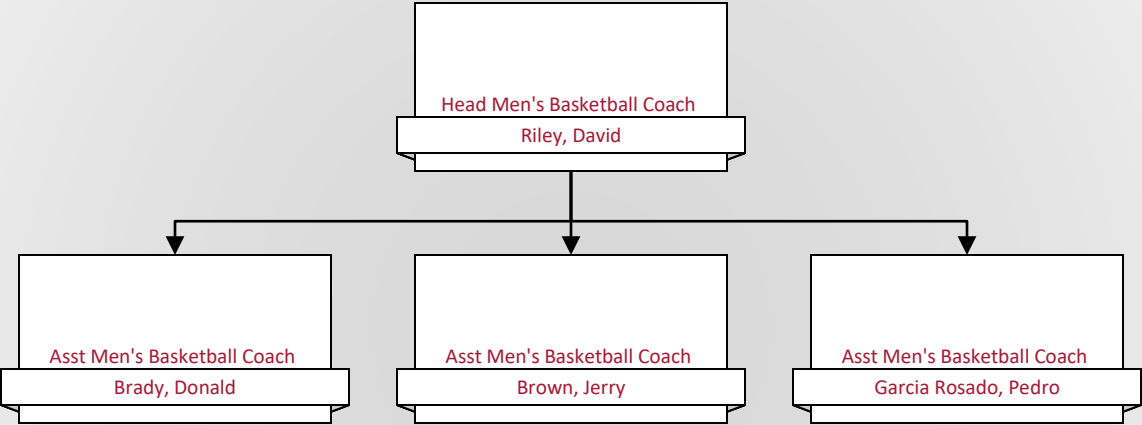 Head Men's Basketball Coach
Riley, David
Asst Men's Basketball Coach
Brady, Donald
Asst Men's Basketball Coach
Brown, Jerry
Asst Men's Basketball Coach
Garcia Rosado, Pedro